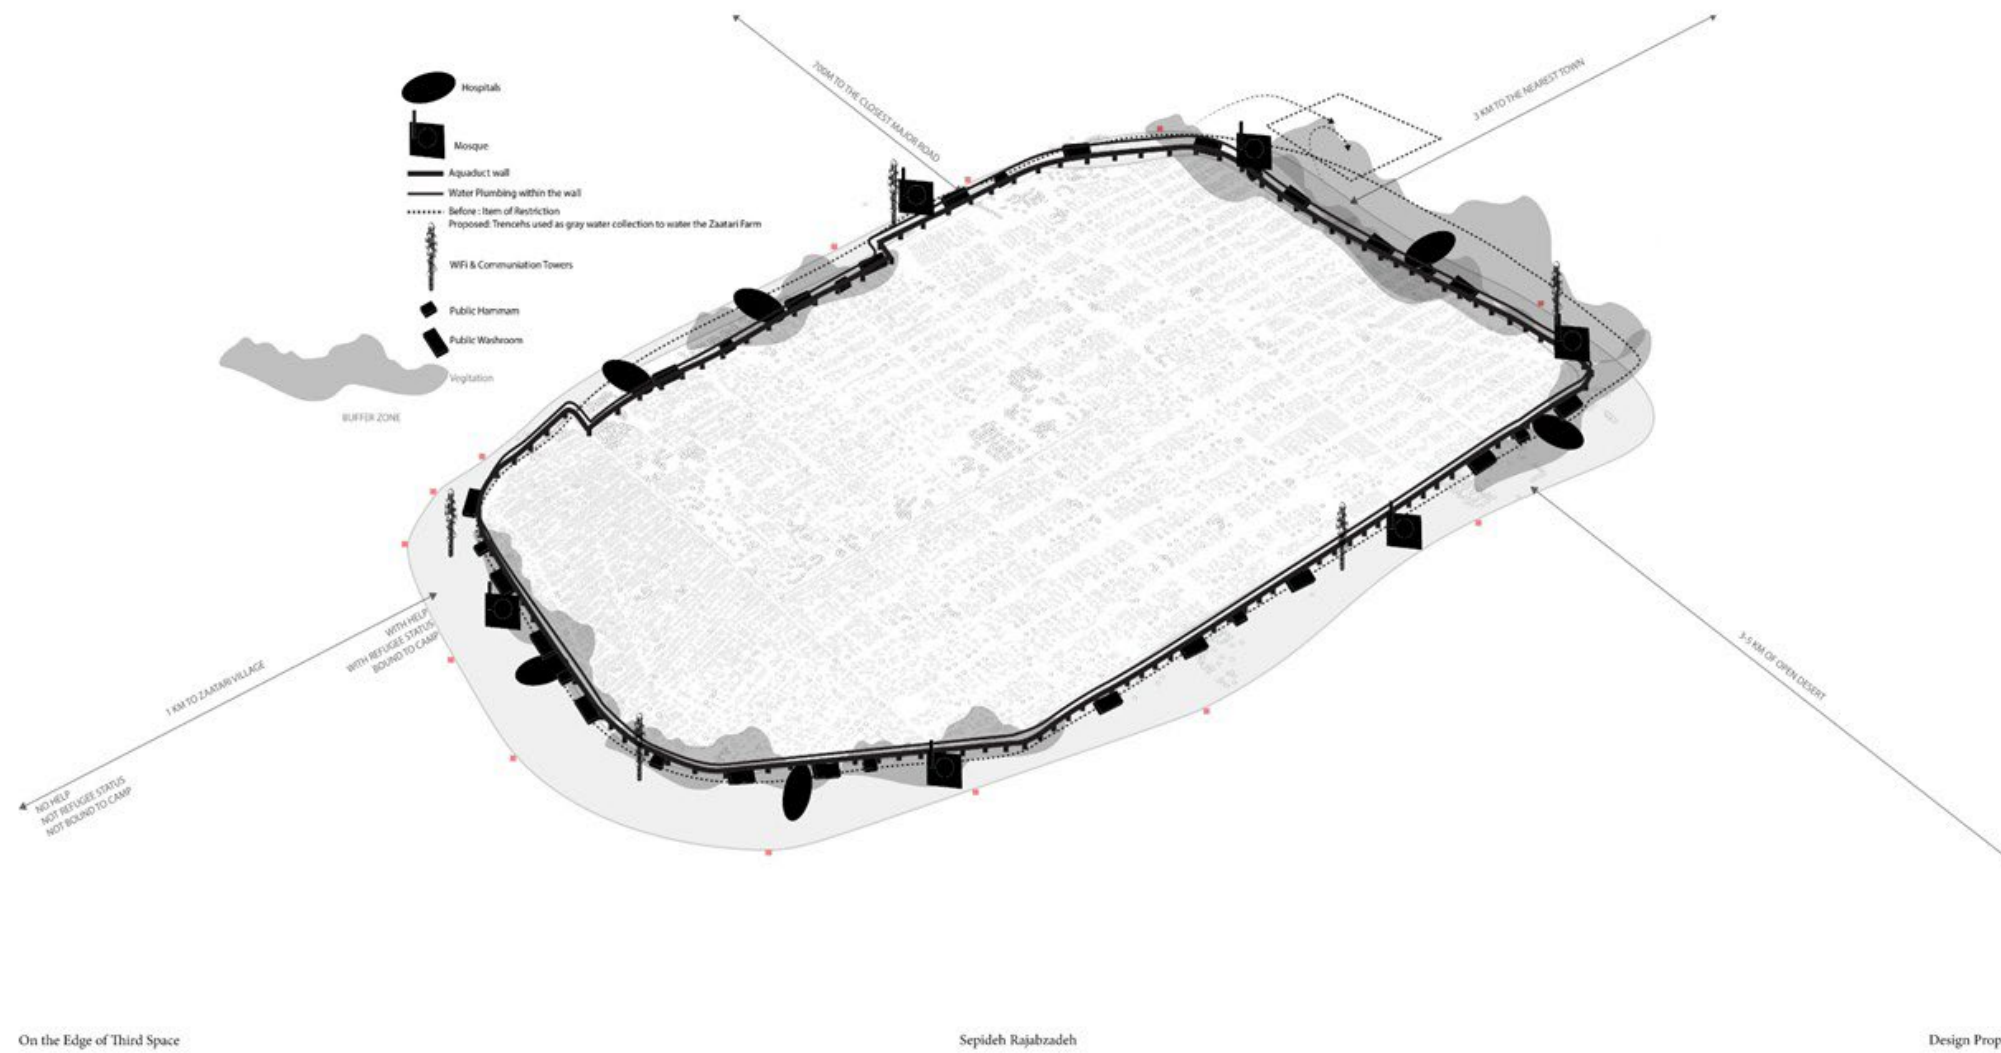 700M TO THE CLOSEST MAJOR ROAD
3 KM TO THE NEAREST TOWN
Hospitals
Mosque
Aquaduct wall
Water Plumbing within the wall
Before : Item of Restriction
Proposed: Trencehs used as gray water collection to water the Zaatari Farm
WiFi & Communiation Towers
Public Hammam
Public Washroom
Vegitation
BUFFER ZONE
WITH HELP
WITH REFUGEE STATUS
BOUND TO CAMP
1 KM TO ZAATARI VILLAGE
NO HELP
NOT REFUGEE STATUS
NOT BOUND TO CAMP
3-5 KM OF OPEN DESERT
On the Edge of Third Space
Sepideh Rajabzadeh
Design Prop